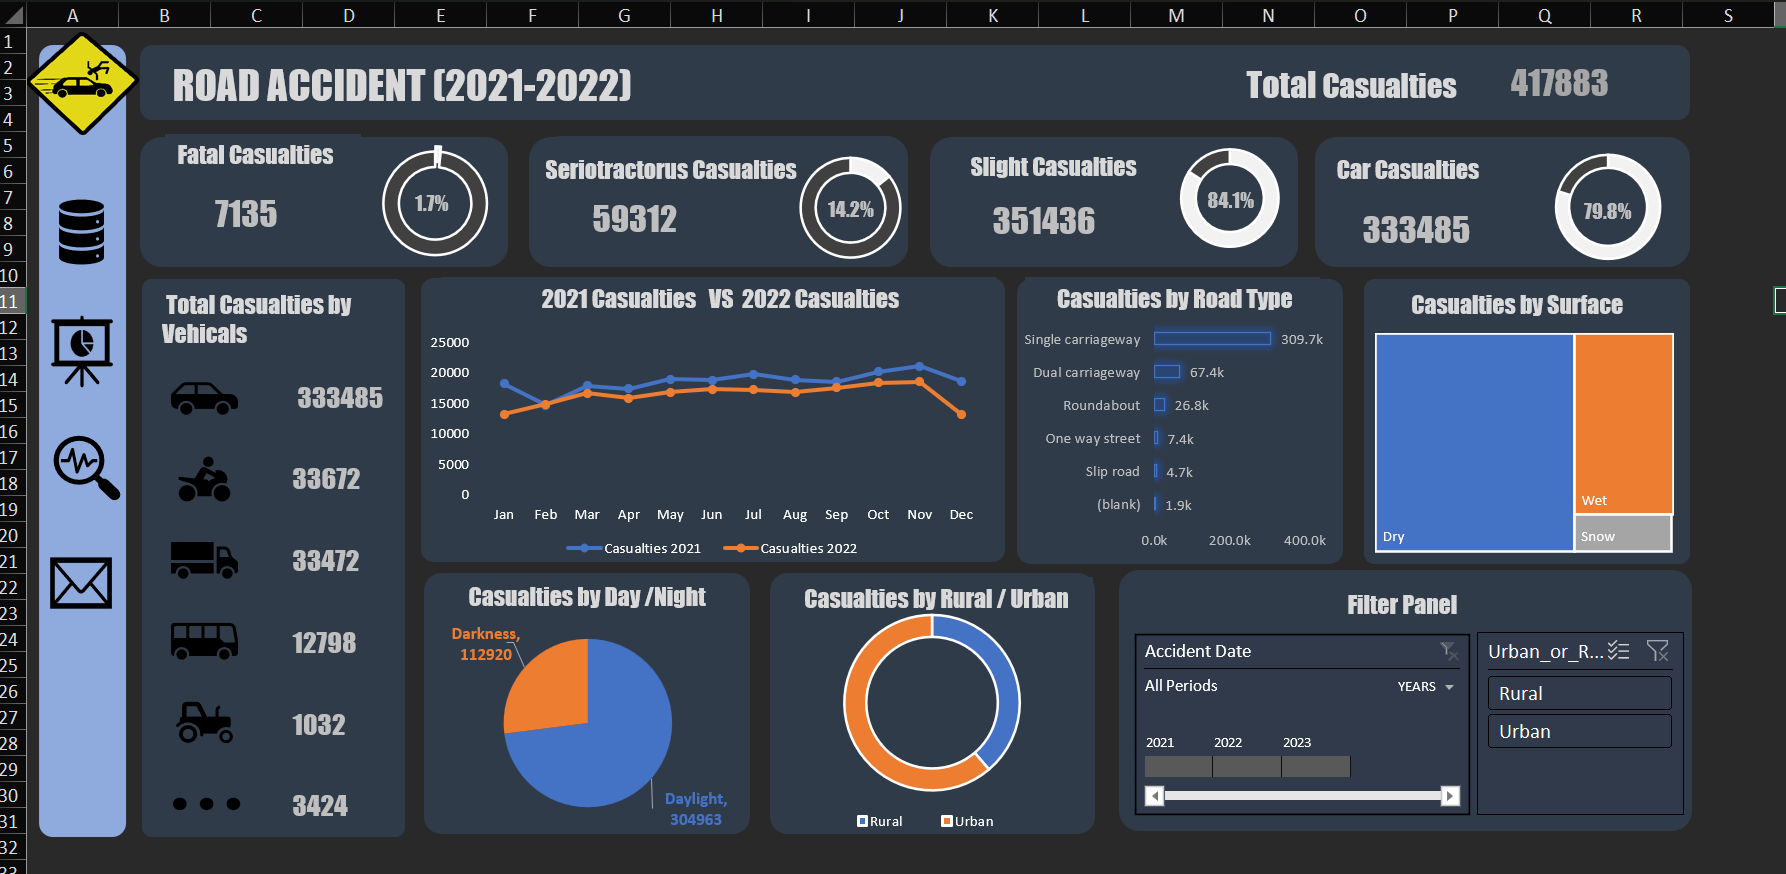 A B C D E F G H I J K L M N O P Q R S
1
2
3
4
5
6
7
8
9
10
11
12
13
14
15
16
17
18
19
20
21
22
23
24
25
26
27
28
29
30
31
32
33
ROAD ACCIDENT (2021-2022)
Total Casualties 417883
Fatal Casualties
7135
1.7%
Seriotractorus Casualties
59312
14.2%
Slight Casualties
351436
84.1%
Car Casualties
333485
79.8%
Total Casualties by
Vehicals
333485
33672
33472
12798
1032
3424
2021 Casualties VS 2022 Casualties
25000
20000
15000
10000
5000
0
Jan Feb Mar Apr May Jun Jul Aug Sep Oct Nov Dec
Casualties 2021 Casualties 2022
Casualties by Road Type
Single carriageway 309.7k
Dual carriageway 67.4k
Roundabout 26.8k
One way street 7.4k
Slip road 4.7k
(blank) 1.9k
0.0k 200.0k 400.0k
Casualties by Surface
Dry
Wet
Snow
Casualties by Day /Night
Darkness,
112920
Daylight,
304963
Casualties by Rural / Urban
Rural Urban
Filter Panel
Accident Date
All Periods YEARS
2021 2022 2023
Urban_or_R...
Rural
Urban